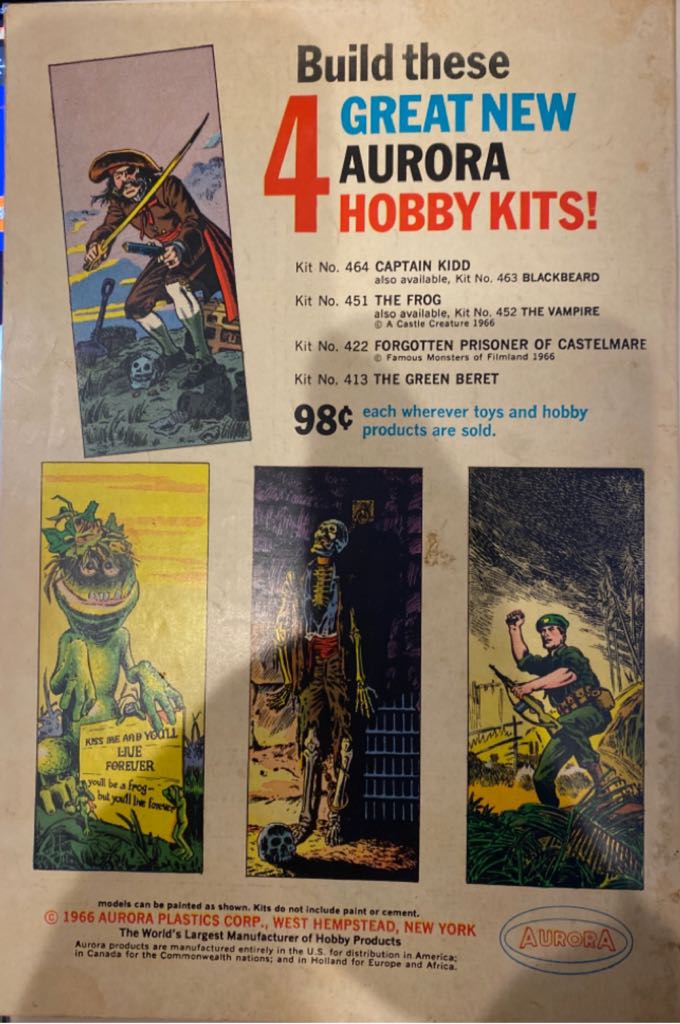 Build these
4 GREAT NEW
AURORA
HOBBY KITS!
Kit No. 464 CAPTAIN KIDD
also available, Kit No. 463 BLACKBEARD
Kit No. 451 THE FROG
also available, Kit No. 452 THE VAMPIRE
© A Castle Creature 1966
Kit No. 422 FORGOTTEN PRISONER OF CASTELMARE
© Famous Monsters of Filmland 1966
Kit No. 413 THE GREEN BERET
98¢ each wherever toys and hobby
products are sold.
KISS ME AND YOU'LL
LIVE
FOREVER
you'll be a frog-
but you'll live forever
models can be painted as shown. Kits do not include paint or cement.
© 1966 AURORA PLASTICS CORP., WEST HEMPSTEAD, NEW YORK
The World's Largest Manufacturer of Hobby Products
Aurora products are manufactured entirely in the U.S. for distribution in America;
in Canada for the Commonwealth nations; and in Holland for Europe and Africa.
AURORA